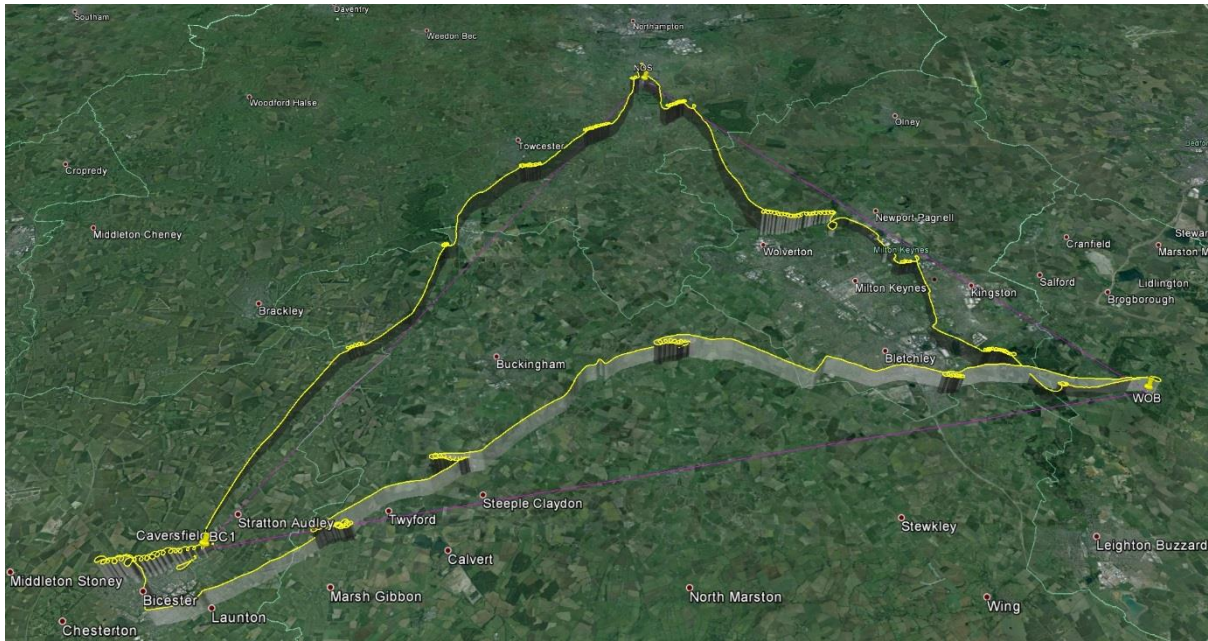 Southam
Daventry
Weedon Bec
Northampton
NOS
Woodford Halse
Towcester
Olney
Cropredy
Middleton Cheney
Newport Pagnell
Wolverton
Milton Keynes
Cranfield
Milton Keynes
Kingston
Salford
Lidlington
Brogborough
Brackley
Buckingham
Bletchley
WOB
Steeple Claydon
Stratton Audley
Twyford
Stewkley
Caversfield BC1
Calvert
Leighton Buzzard
Middleton Stoney
Bicester
Marsh Gibbon
North Marston
Wing
Launton
Chesterton